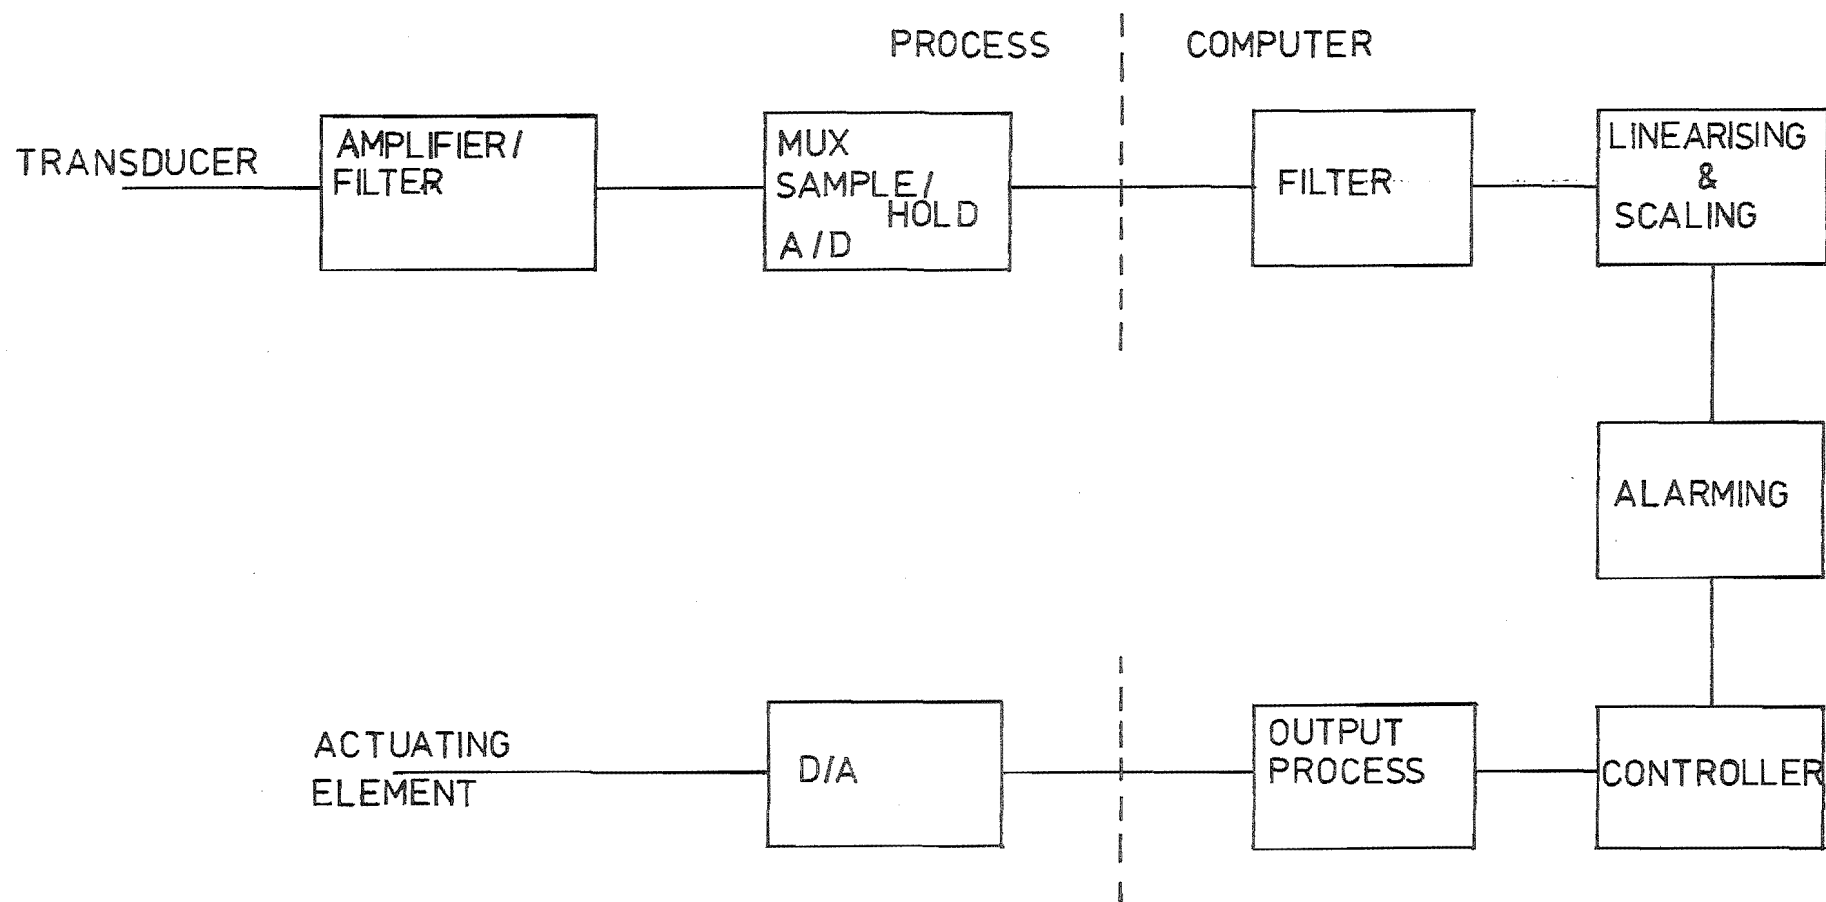 PROCESS
COMPUTER
TRANSDUCER
AMPLIFIER/
FILTER
MUX
SAMPLE/
HOLD
A/D
FILTER
LINEARISING
&
SCALING
ALARMING
ACTUATING
ELEMENT
D/A
OUTPUT
PROCESS
CONTROLLER